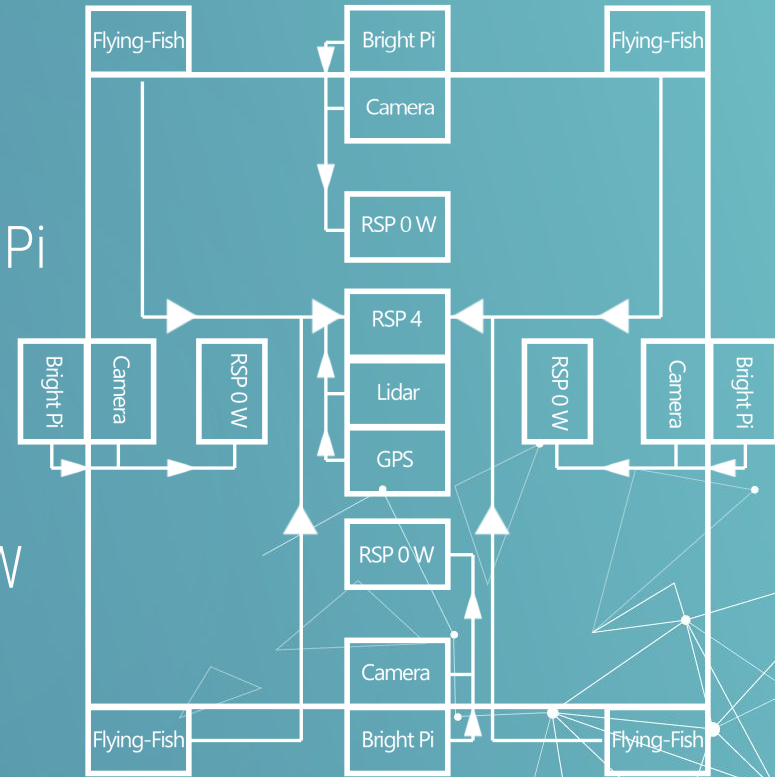 Flying-Fish
Bright Pi
Flying-Fish
Camera
Pi
RSP 0 W
RSP 4
Bright Pi
Camera
RSP 0 W
Lidar
RSP 0 W
Camera
Bright Pi
GPS
RSP 0 W
W
Camera
Flying-Fish
Bright Pi
Flying-Fish